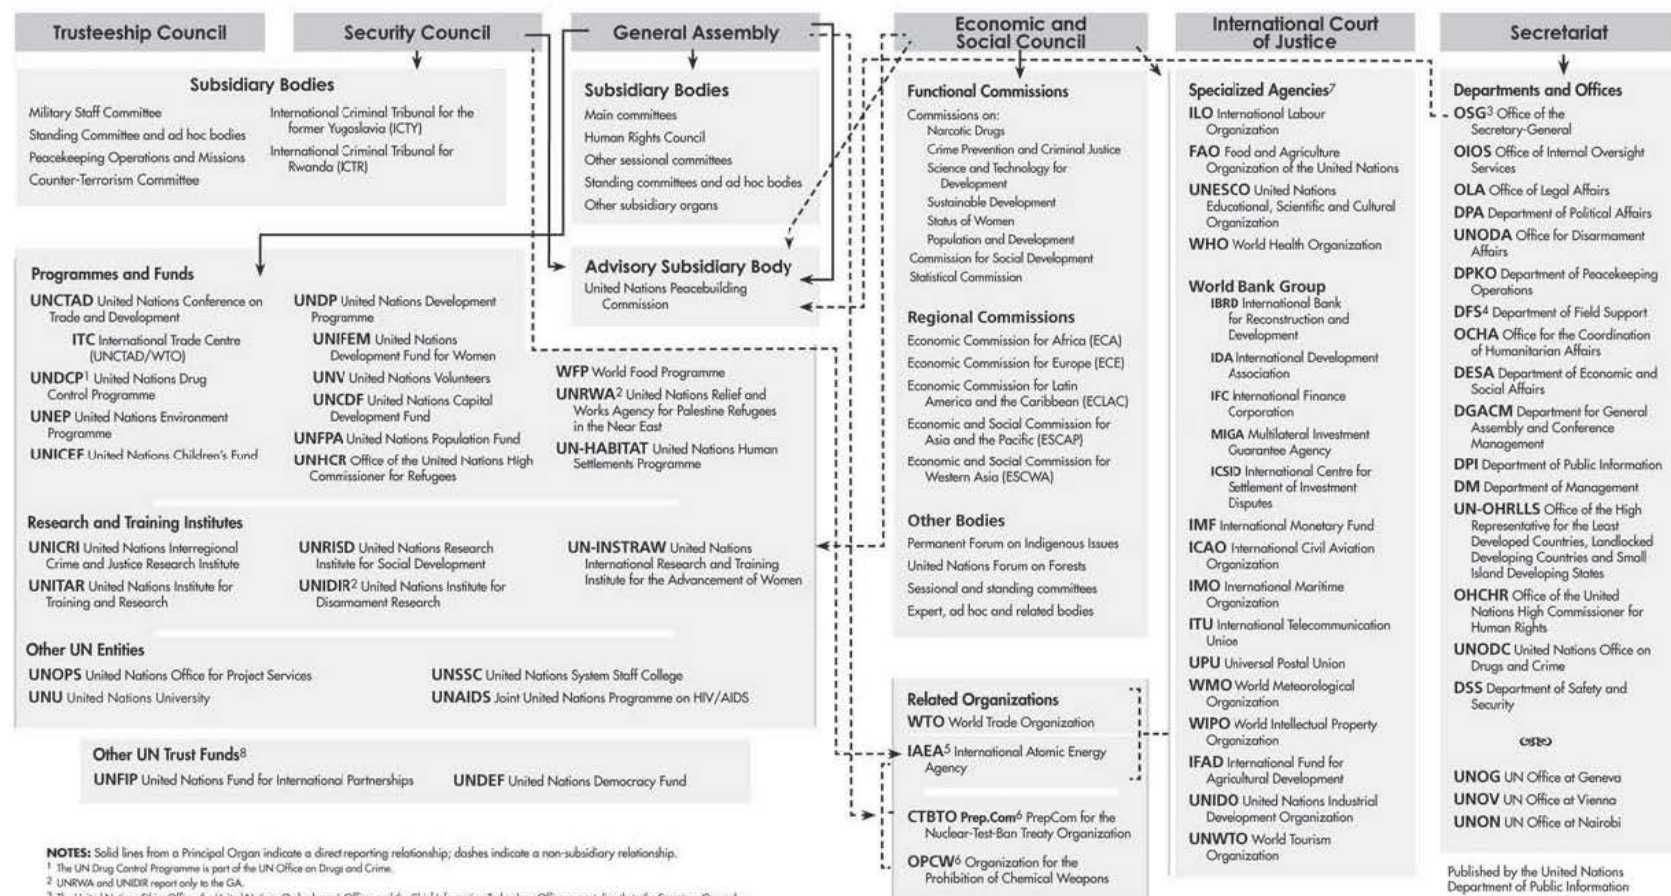 Trusteeship Council
Security Council
General Assembly
Economic and
Social Council
International Court
of Justice
Secretariat
Subsidiary Bodies
Military Staff Committee
Standing Committee and ad hoc bodies
Peacekeeping Operations and Missions
Counter-Terrorism Committee
International Criminal Tribunal for the
former Yugoslavia (ICTY)
International Criminal Tribunal for
Rwanda (ICTR)
Subsidiary Bodies
Main committees
Human Rights Council
Other sessional committees
Standing committees and ad hoc bodies
Other subsidiary organs
Advisory Subsidiary Body
United Nations Peacebuilding
Commission
Programmes and Funds
UNCTAD United Nations Conference on
Trade and Development
ITC International Trade Centre
(UNCTAD/WTO)
UNDCP1 United Nations Drug
Control Programme
UNEP United Nations Environment
Programme
UNICEF United Nations Children's Fund
UNDP United Nations Development
Programme
UNIFEM United Nations
Development Fund for Women
UNV United Nations Volunteers
UNCDF United Nations Capital
Development Fund
UNFPA United Nations Population Fund
UNHCR Office of the United Nations High
Commissioner for Refugees
WFP World Food Programme
UNRWA2 United Nations Relief and
Works Agency for Palestine Refugees
in the Near East
UN-HABITAT United Nations Human
Settlements Programme
Research and Training Institutes
UNICRI United Nations Interregional
Crime and Justice Research Institute
UNITAR United Nations Institute for
Training and Research
UNRISD United Nations Research
Institute for Social Development
UNIDIR2 United Nations Institute for
Disarmament Research
UN-INSTRAW United Nations
International Research and Training
Institute for the Advancement of Women
Other UN Entities
UNOPS United Nations Office for Project Services
UNU United Nations University
UNSSC United Nations System Staff College
UNAIDS Joint United Nations Programme on HIV/AIDS
Other UN Trust Funds8
UNFIP United Nations Fund for International Partnerships
UNDEF United Nations Democracy Fund
Functional Commissions
Commissions on:
Narcotic Drugs
Crime Prevention and Criminal Justice
Science and Technology for
Development
Sustainable Development
Status of Women
Population and Development
Commission for Social Development
Statistical Commission
Regional Commissions
Economic Commission for Africa (ECA)
Economic Commission for Europe (ECE)
Economic Commission for Latin
America and the Caribbean (ECLAC)
Economic and Social Commission for
Asia and the Pacific (ESCAP)
Economic and Social Commission for
Western Asia (ESCWA)
Other Bodies
Permanent Forum on Indigenous Issues
United Nations Forum on Forests
Sessional and standing committees
Expert, ad hoc and related bodies
Related Organizations
WTO World Trade Organization
IAEA5 International Atomic Energy
Agency
CTBTO Prep.Com6 PrepCom for the
Nuclear-Test-Ban Treaty Organization
OPCW6 Organization for the
Prohibition of Chemical Weapons
Specialized Agencies7
ILO International Labour
Organization
FAO Food and Agriculture
Organization of the United Nations
UNESCO United Nations
Educational, Scientific and Cultural
Organization
WHO World Health Organization
World Bank Group
IBRD International Bank
for Reconstruction and
Development
IDA International Development
Association
IFC International Finance
Corporation
MIGA Multilateral Investment
Guarantee Agency
ICSID International Centre for
Settlement of Investment
Disputes
IMF International Monetary Fund
ICAO International Civil Aviation
Organization
IMO International Maritime
Organization
ITU International Telecommunication
Union
UPU Universal Postal Union
WMO World Meteorological
Organization
WIPO World Intellectual Property
Organization
IFAD International Fund for
Agricultural Development
UNIDO United Nations Industrial
Development Organization
UNWTO World Tourism
Organization
Departments and Offices
OSG3 Office of the
Secretary-General
OIOS Office of Internal Oversight
Services
OLA Office of Legal Affairs
DPA Department of Political Affairs
UNODA Office for Disarmament
Affairs
DPKO Department of Peacekeeping
Operations
DFS4 Department of Field Support
OCHA Office for the Coordination
of Humanitarian Affairs
DESA Department of Economic and
Social Affairs
DGACM Department for General
Assembly and Conference
Management
DPI Department of Public Information
DM Department of Management
UN-OHRLLS Office of the High
Representative for the Least
Developed Countries, Landlocked
Developing Countries and Small
Island Developing States
OHCHR Office of the United
Nations High Commissioner for
Human Rights
UNODC United Nations Office on
Drugs and Crime
DSS Department of Safety and
Security
UNOG UN Office at Geneva
UNOV UN Office at Vienna
UNON UN Office at Nairobi
NOTES: Solid lines from a Principal Organ indicate a direct reporting relationship; dashes indicate a non-subsidiary relationship.
1 The UN Drug Control Programme is part of the UN Office on Drugs and Crime.
2 UNRWA and UNIDIR report only to the GA.
Published by the United Nations
Department of Public Information